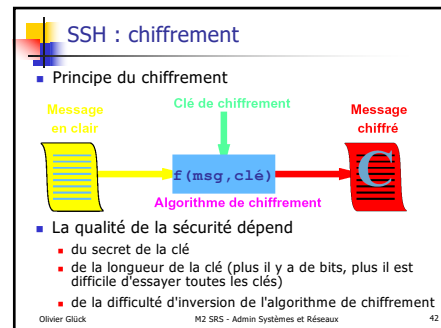 SSH : chiffrement
Principe du chiffrement
Clé de chiffrement
Message
en clair
Message
chiffré
f(msg,clé)
C
Algorithme de chiffrement
La qualité de la sécurité dépend
du secret de la clé
de la longueur de la clé (plus il y a de bits, plus il est
difficile d'essayer toutes les clés)
de la difficulté d'inversion de l'algorithme de chiffrement
Olivier Glück M2 SRS - Admin Systèmes et Réseaux 42